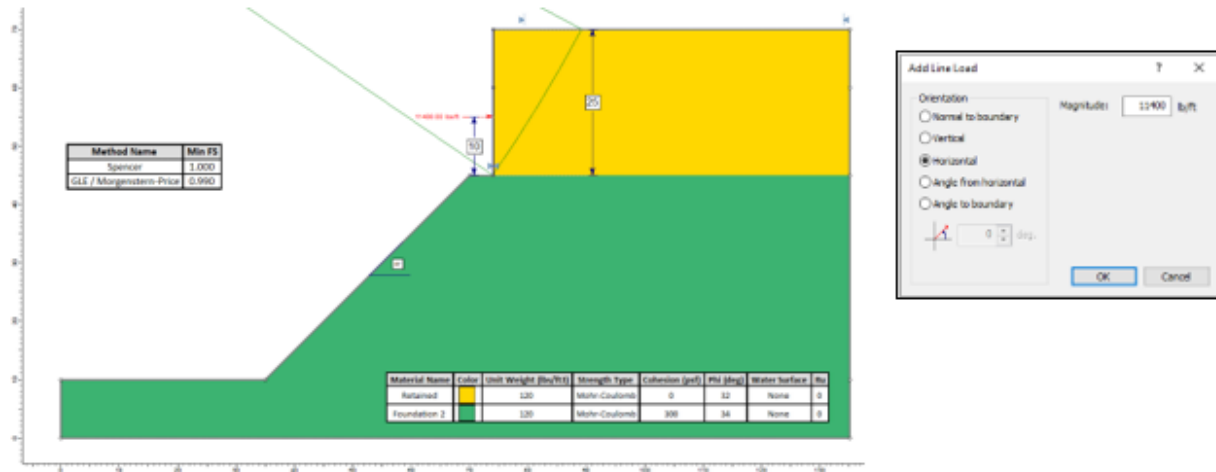 25
10
Method Name Min FS
Spencer 1.000
GLE / Morgenstern-Price 0.990
Material Name Color Unit Weight (lbs/ft3) Strength Type Cohesion (psf) Phi (deg) Water Surface Ru
Retained 120 Mohr-Coulomb 0 32 None 0
Foundation 2 120 Mohr-Coulomb 300 34 None 0
Add Line Load ? X
Orientation
Normal to boundary
Vertical
Horizontal
Angle from horizontal
Angle to boundary
0 deg.
Magnitude: 11400 lb/ft
OK Cancel